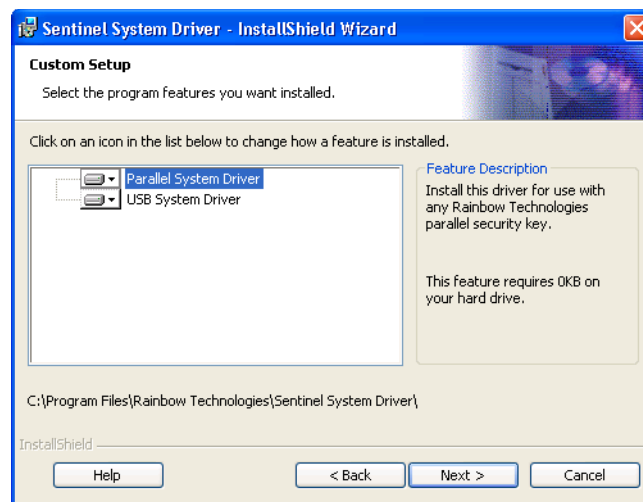 Sentinel System Driver - InstallShield Wizard
Custom Setup
Select the program features you want installed.
Click on an icon in the list below to change how a feature is installed.
Parallel System Driver
USB System Driver
Feature Description
Install this driver for use with
any Rainbow Technologies
parallel security key.
This feature requires 0KB on
your hard drive.
C:\Program Files\Rainbow Technologies\Sentinel System Driver\
InstallShield
Help
< Back
Next >
Cancel